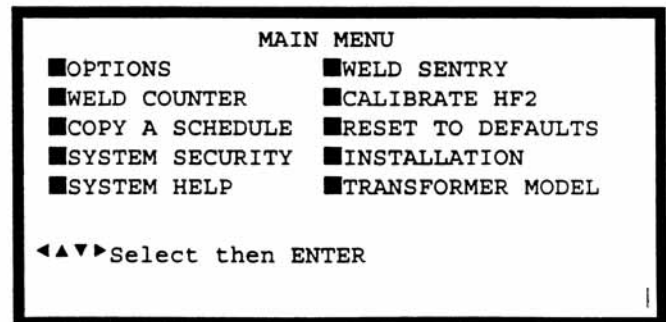 MAIN MENU
■OPTIONS ■WELD SENTRY
■WELD COUNTER ■CALIBRATE HF2
■COPY A SCHEDULE ■RESET TO DEFAULTS
■SYSTEM SECURITY ■INSTALLATION
■SYSTEM HELP ■TRANSFORMER MODEL
◄▲▼►Select then ENTER